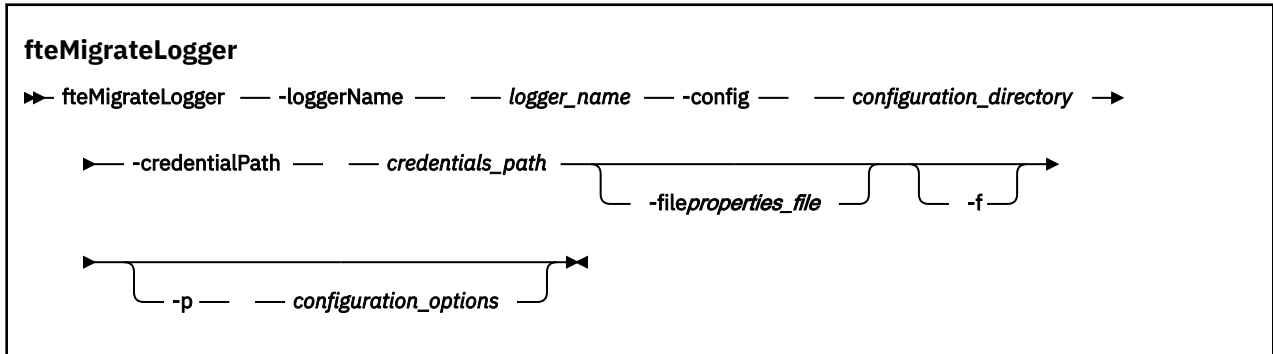 fteMigrateLogger
fteMigrateLogger -loggerName logger_name -config configuration_directory
-credentialPath credentials_path
-fileproperties_file -f
-p configuration_options